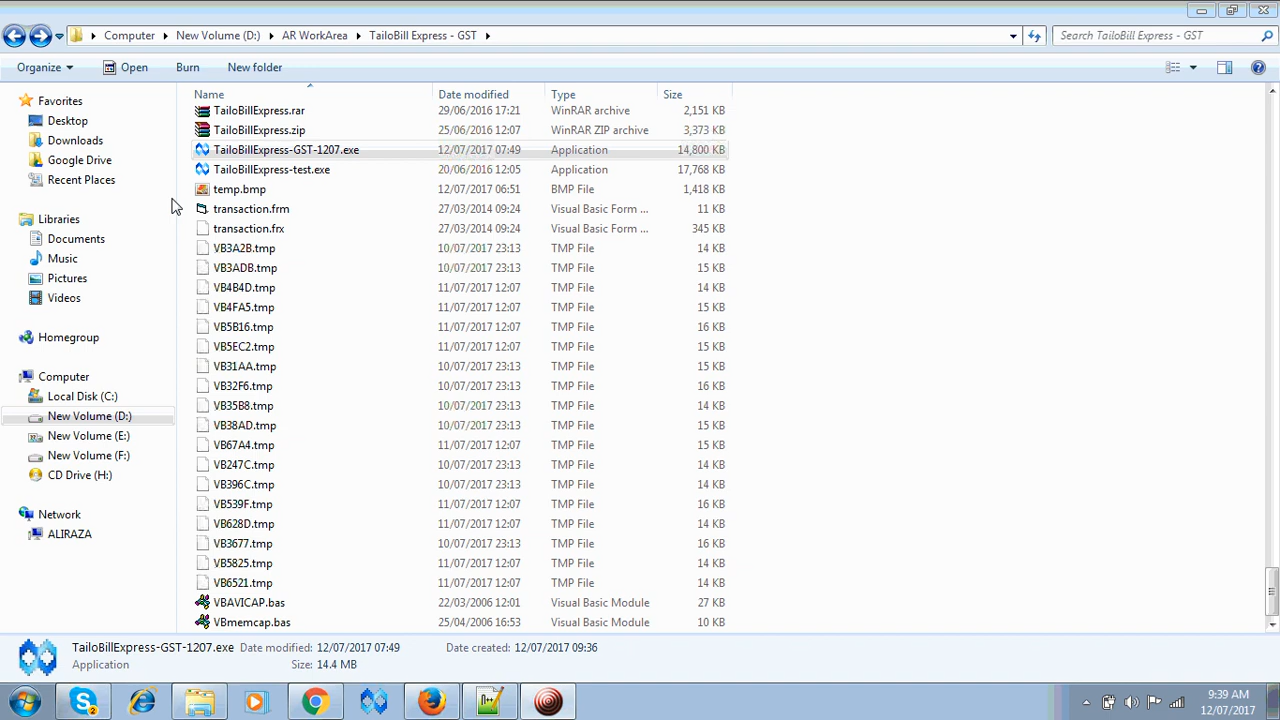 Computer New Volume (D:) AR WorkArea TailoBill Express - GST Search TailoBill Express - GST
Organize Open Burn New folder
Name Date modified Type Size
Favorites
Desktop
Downloads
Google Drive
Recent Places
Libraries
Documents
Music
Pictures
Videos
Homegroup
Computer
Local Disk (C:)
New Volume (D:)
New Volume (E:)
New Volume (F:)
CD Drive (H:)
Network
ALIRAZA
TailoBillExpress.rar 29/06/2016 17:21 WinRAR archive 2,151 KB
TailoBillExpress.zip 25/06/2016 12:07 WinRAR ZIP archive 3,373 KB
TailoBillExpress-GST-1207.exe 12/07/2017 07:49 Application 14,800 KB
TailoBillExpress-test.exe 20/06/2016 12:05 Application 17,768 KB
temp.bmp 12/07/2017 06:51 BMP File 1,418 KB
transaction.frm 27/03/2014 09:24 Visual Basic Form ... 11 KB
transaction.frx 27/03/2014 09:24 Visual Basic Form ... 345 KB
VB3A2B.tmp 10/07/2017 23:13 TMP File 14 KB
VB3ADB.tmp 10/07/2017 23:13 TMP File 15 KB
VB4B4D.tmp 11/07/2017 12:07 TMP File 14 KB
VB4FA5.tmp 11/07/2017 12:07 TMP File 15 KB
VB5B16.tmp 11/07/2017 12:07 TMP File 16 KB
VB5EC2.tmp 11/07/2017 12:07 TMP File 15 KB
VB31AA.tmp 10/07/2017 23:13 TMP File 14 KB
VB32F6.tmp 10/07/2017 23:13 TMP File 16 KB
VB35B8.tmp 10/07/2017 23:13 TMP File 15 KB
VB38AD.tmp 10/07/2017 23:13 TMP File 15 KB
VB67A4.tmp 11/07/2017 12:07 TMP File 15 KB
VB247C.tmp 10/07/2017 23:13 TMP File 14 KB
VB396C.tmp 10/07/2017 23:13 TMP File 14 KB
VB539F.tmp 11/07/2017 12:07 TMP File 16 KB
VB628D.tmp 11/07/2017 12:07 TMP File 14 KB
VB3677.tmp 10/07/2017 23:13 TMP File 14 KB
VB5825.tmp 11/07/2017 12:07 TMP File 14 KB
VB6521.tmp 11/07/2017 12:07 TMP File 14 KB
VBAVICAP.bas 22/03/2006 12:01 Visual Basic Module 27 KB
VBmemcap.bas 25/04/2006 16:53 Visual Basic Module 10 KB
TailoBillExpress-GST-1207.exe Date modified: 12/07/2017 07:49 Date created: 12/07/2017 09:36
Application Size: 14.4 MB
9:39 AM
12/07/2017